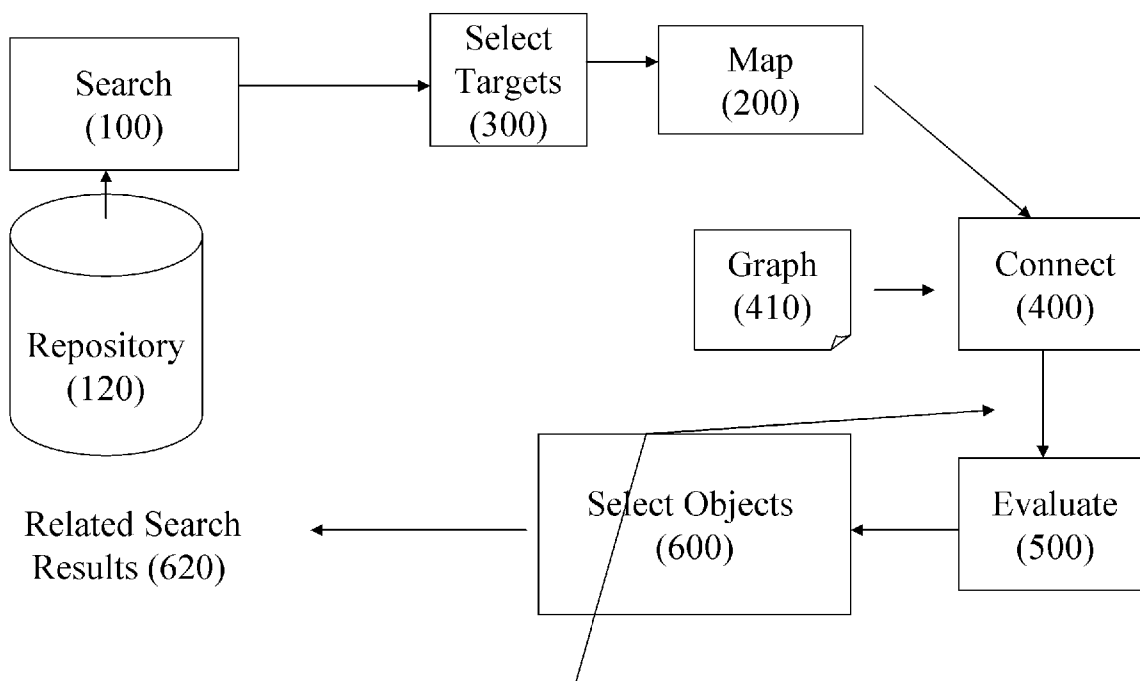 Search
(100)
Select
Targets
(300)
Map
(200)
Repository
(120)
Graph
(410)
Connect
(400)
Related Search
Results (620)
Select Objects
(600)
Evaluate
(500)